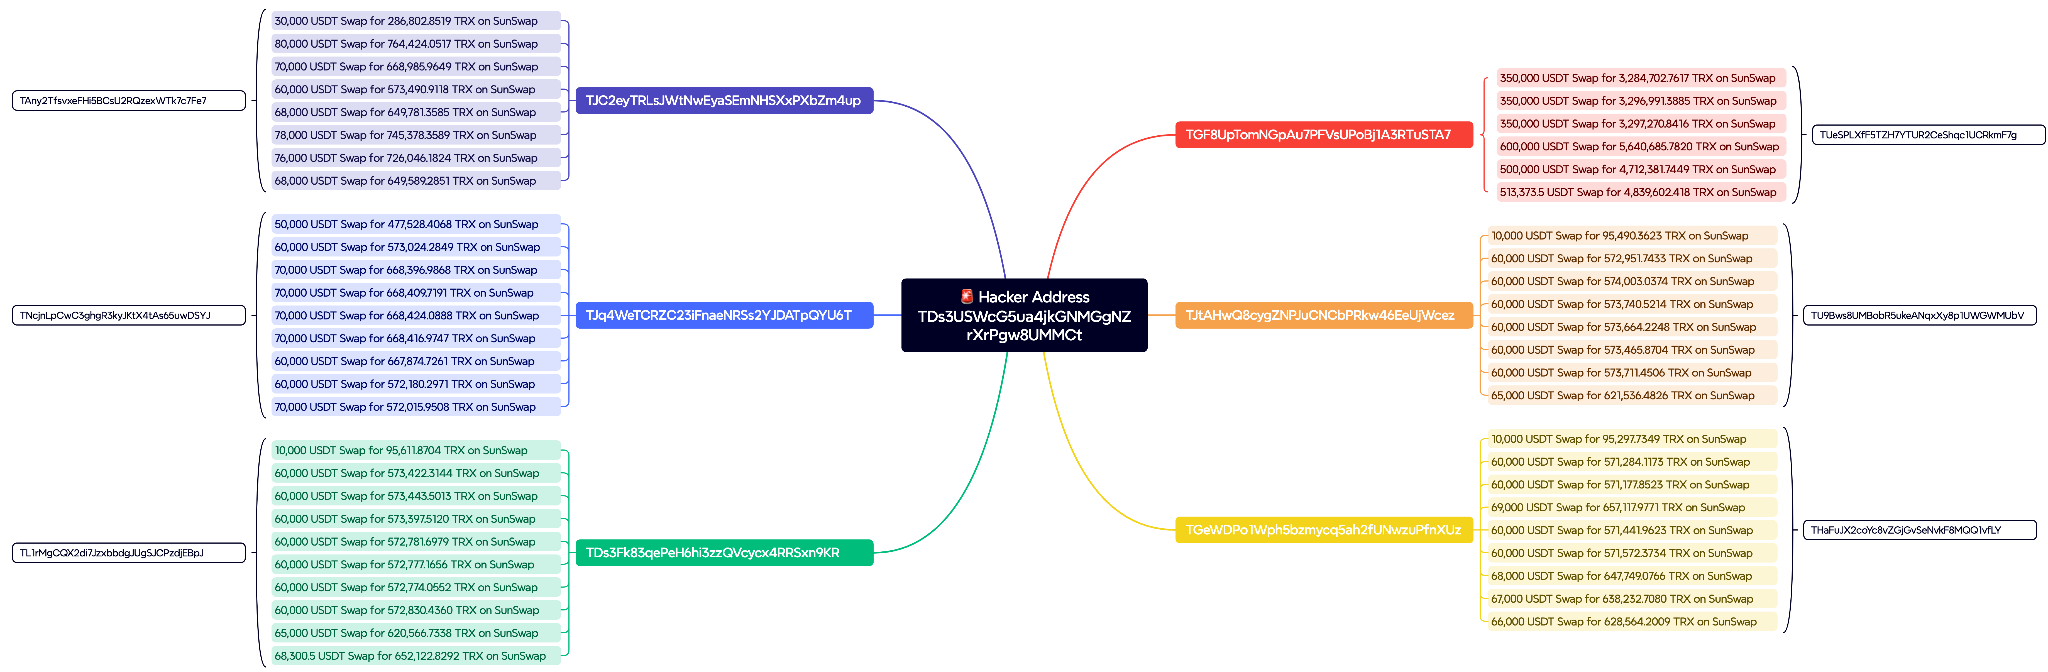 TAny2TfsvxeFHi5BCsU2RQzexWTk7c7Fe7
30,000 USDT Swap for 286,802.8519 TRX on SunSwap
80,000 USDT Swap for 764,424.0517 TRX on SunSwap
70,000 USDT Swap for 668,985.9649 TRX on SunSwap
60,000 USDT Swap for 573,490.9118 TRX on SunSwap
68,000 USDT Swap for 649,781.3585 TRX on SunSwap
78,000 USDT Swap for 745,378.3589 TRX on SunSwap
76,000 USDT Swap for 726,046.1824 TRX on SunSwap
68,000 USDT Swap for 649,589.2851 TRX on SunSwap
TJC2eyTRLsJWtNwEyaSEmNHSXxPXbZm4up
TNcjnLpCwC3ghgR3kyJKtX4tAs65uwDSYJ
50,000 USDT Swap for 477,528.4068 TRX on SunSwap
60,000 USDT Swap for 573,024.2849 TRX on SunSwap
70,000 USDT Swap for 668,396.9868 TRX on SunSwap
70,000 USDT Swap for 668,409.7191 TRX on SunSwap
70,000 USDT Swap for 668,424.0888 TRX on SunSwap
70,000 USDT Swap for 668,416.9747 TRX on SunSwap
60,000 USDT Swap for 667,874.7261 TRX on SunSwap
60,000 USDT Swap for 572,180.2971 TRX on SunSwap
70,000 USDT Swap for 572,015.9508 TRX on SunSwap
TJq4WeTCRZC23iFnaeNRSs2YJDATpQYU6T
TL1rMgCQX2di7JzxbbdgJUgSJCPzdjEBpJ
10,000 USDT Swap for 95,611.8704 TRX on SunSwap
60,000 USDT Swap for 573,422.3144 TRX on SunSwap
60,000 USDT Swap for 573,443.5013 TRX on SunSwap
60,000 USDT Swap for 573,397.5120 TRX on SunSwap
60,000 USDT Swap for 572,781.6979 TRX on SunSwap
60,000 USDT Swap for 572,777.1656 TRX on SunSwap
60,000 USDT Swap for 572,774.0552 TRX on SunSwap
60,000 USDT Swap for 572,830.4360 TRX on SunSwap
65,000 USDT Swap for 620,566.7338 TRX on SunSwap
68,300.5 USDT Swap for 652,122.8292 TRX on SunSwap
TDs3Fk83qePeH6hi3zzQVcycx4RRSxn9KR
🚨 Hacker Address
TDs3USWcG5ua4jkGNMGgNZ
rXrPgw8UMMCt
TGF8UpTomNGpAu7PFVsUPoBj1A3RTuSTA7
350,000 USDT Swap for 3,284,702.7617 TRX on SunSwap
350,000 USDT Swap for 3,296,991.3885 TRX on SunSwap
350,000 USDT Swap for 3,297,270.8416 TRX on SunSwap
600,000 USDT Swap for 5,640,685.7820 TRX on SunSwap
500,000 USDT Swap for 4,712,381.7449 TRX on SunSwap
513,373.5 USDT Swap for 4,839,602.418 TRX on SunSwap
TUeSPLXfF5TZH7YTUR2CeShqc1UCRkmF7g
TJtAHwQ8cygZNPJuCNCbPRkw46EeUjWcez
10,000 USDT Swap for 95,490.3623 TRX on SunSwap
60,000 USDT Swap for 572,951.7433 TRX on SunSwap
60,000 USDT Swap for 574,003.0374 TRX on SunSwap
60,000 USDT Swap for 573,740.5214 TRX on SunSwap
60,000 USDT Swap for 573,664.2248 TRX on SunSwap
60,000 USDT Swap for 573,465.8704 TRX on SunSwap
60,000 USDT Swap for 573,711.4506 TRX on SunSwap
65,000 USDT Swap for 621,536.4826 TRX on SunSwap
TU9Bws8UMBobR5ukeANqxXy8p1UWGWMUbV
TGeWDPo1Wph5bzmycq5ah2fUNwzuPfnXUz
10,000 USDT Swap for 95,297.7349 TRX on SunSwap
60,000 USDT Swap for 571,284.1173 TRX on SunSwap
60,000 USDT Swap for 571,177.8523 TRX on SunSwap
69,000 USDT Swap for 657,117.9771 TRX on SunSwap
60,000 USDT Swap for 571,441.9623 TRX on SunSwap
60,000 USDT Swap for 571,572.3734 TRX on SunSwap
68,000 USDT Swap for 647,749.0766 TRX on SunSwap
67,000 USDT Swap for 638,232.7080 TRX on SunSwap
66,000 USDT Swap for 628,564.2009 TRX on SunSwap
THaFuJX2coYc8vZGjGvSeNvkF8MQQ1vfLY